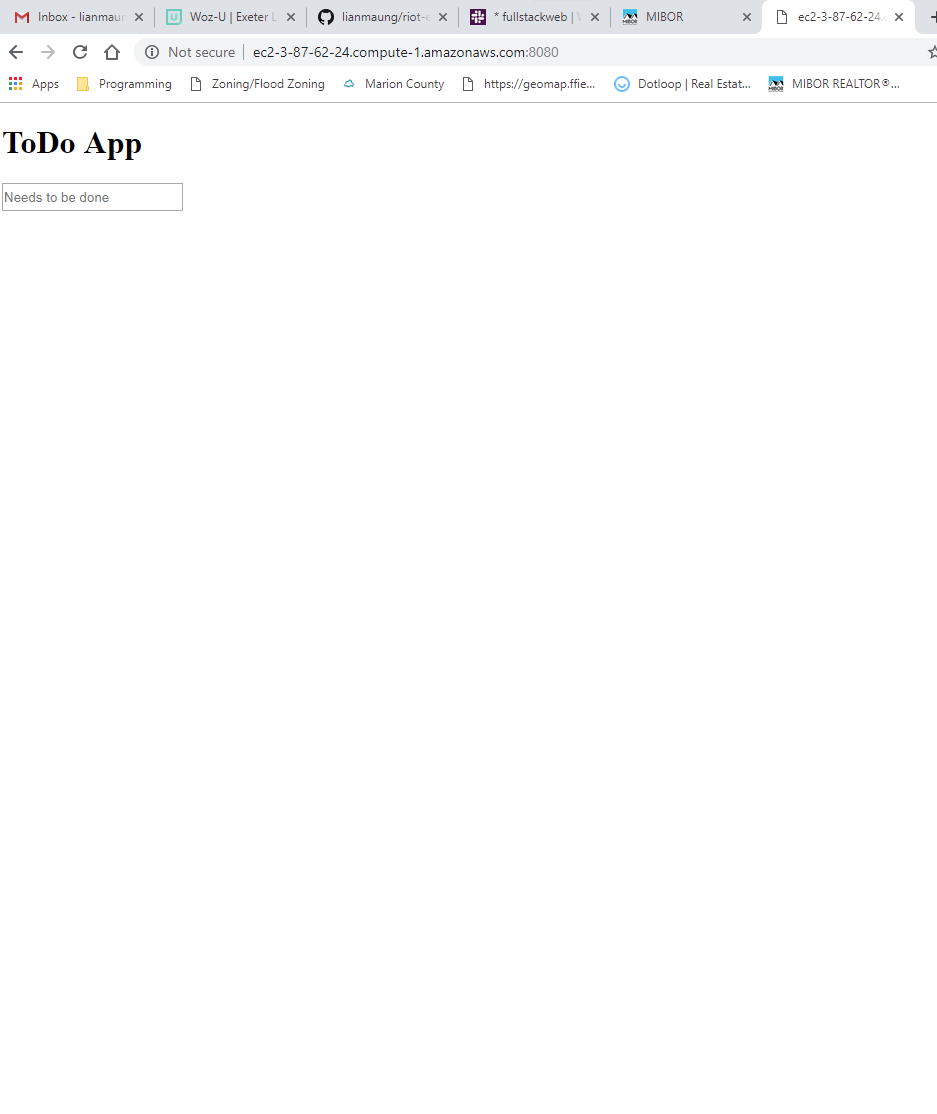 Inbox - lianmaun Woz-U | Exeter L lianmaung/riot- * fullstackweb | MIBOR ec2-3-87-62-24.
Not secure | ec2-3-87-62-24.compute-1.amazonaws.com:8080
Apps Programming Zoning/Flood Zoning Marion County https://geomap.ffie... Dotloop | Real Estat... MIBOR REALTOR®...
ToDo App
Needs to be done